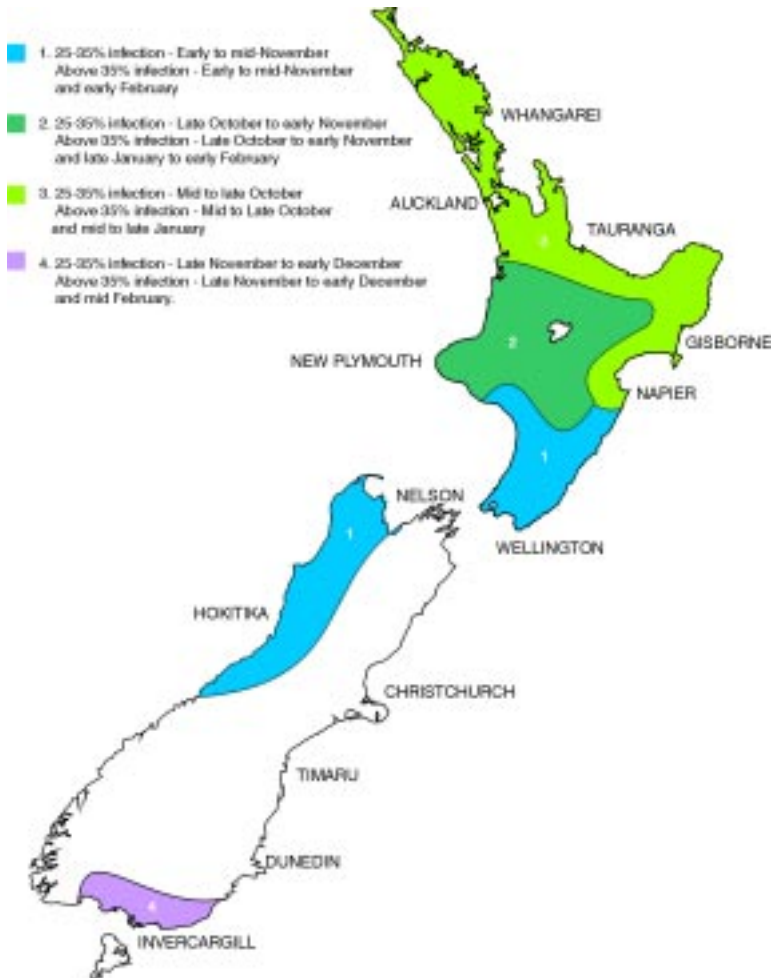 1. 25-35% infection - Early to mid-November
Above 35% infection - Early to mid-November
and early February
2. 25-35% infection - Late October to early November
Above 35% infection - Late October to early November
and late January to early February
3. 25-35% infection - Mid to late October
Above 35% infection - Mid to Late October
and mid to late January
4. 25-35% infection - Late November to early December
Above 35% infection - Late November to early December
and mid February.
WHANGAREI
AUCKLAND
TAURANGA
3
GISBORNE
2
NEW PLYMOUTH
NAPIER
1
NELSON
WELLINGTON
1
HOKITIKA
CHRISTCHURCH
TIMARU
DUNEDIN
4
INVERCARGILL